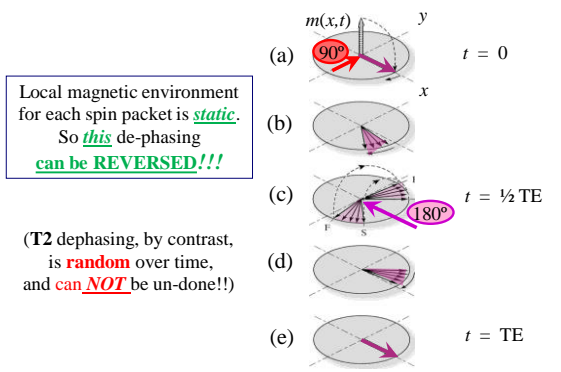 m(x,t)
y
(a)
90º
t = 0
x
Local magnetic environment
for each spin packet is static.
So this de-phasing
can be REVERSED!!!
(b)
(c)
F
S
180º
t = ½ TE
(T2 dephasing, by contrast,
is random over time,
and can NOT be un-done!!)
(d)
(e)
t = TE